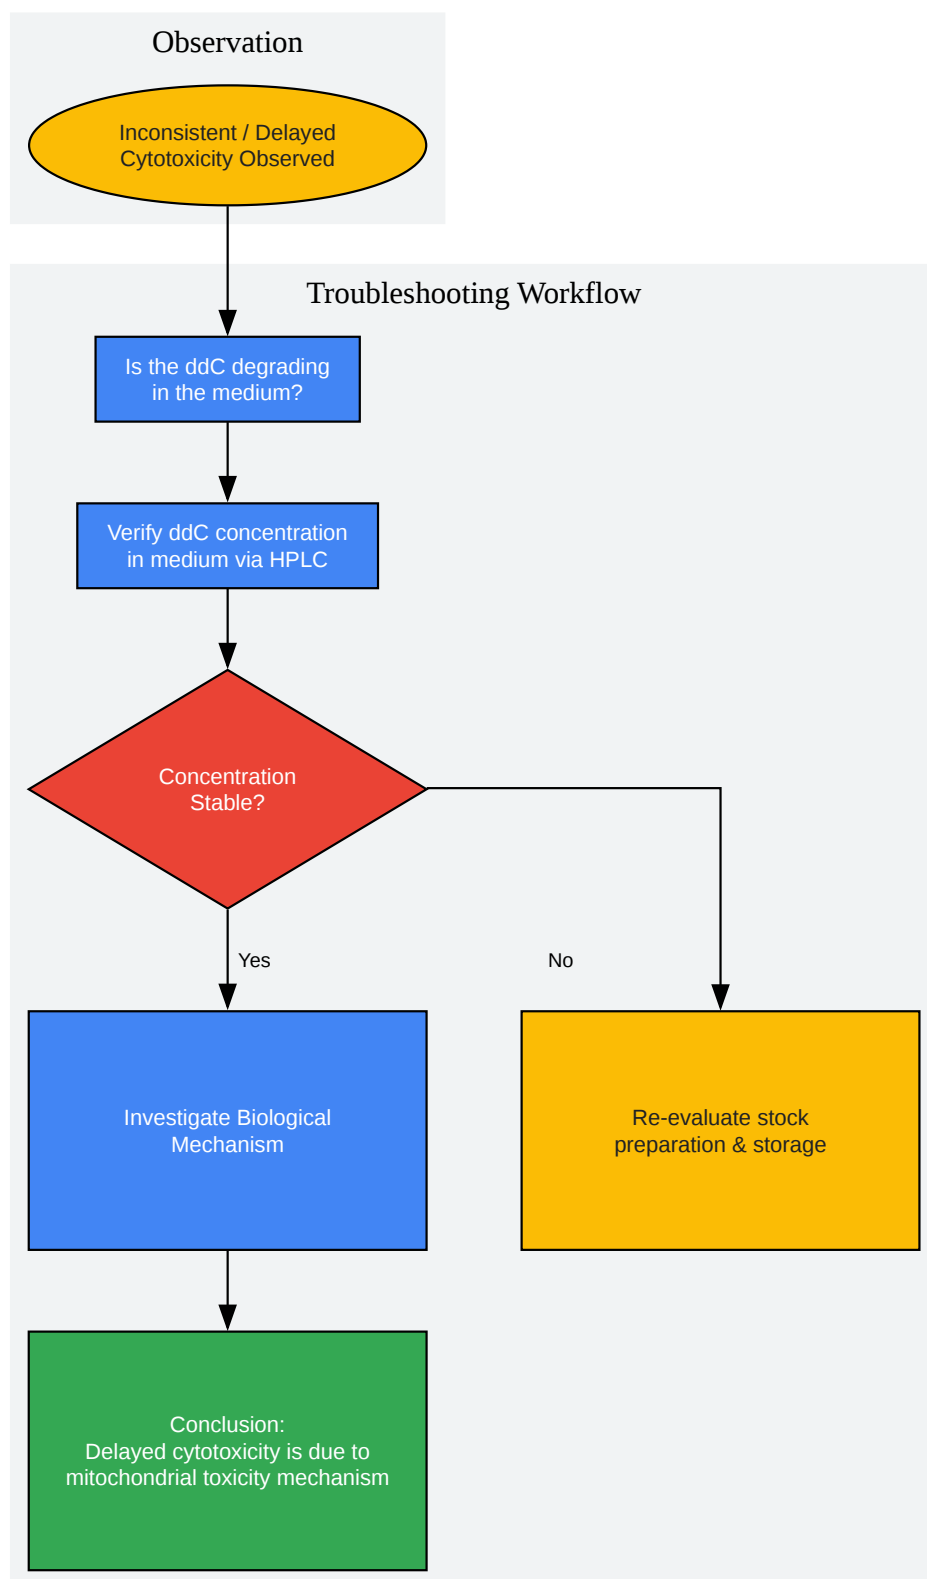 Observation
Inconsistent / Delayed
Cytotoxicity Observed
Troubleshooting Workflow
Is the ddC degrading
in the medium?
Verify ddC concentration
in medium via HPLC
Concentration
Stable?
Yes
No
Investigate Biological
Mechanism
Re-evaluate stock
preparation & storage
Conclusion:
Delayed cytotoxicity is due to
mitochondrial toxicity mechanism